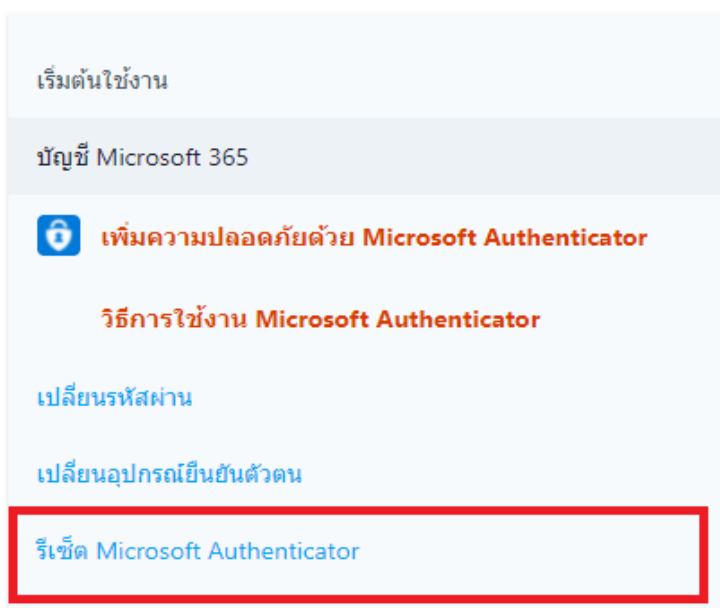 เริ่มต้นใช้งาน
บัญชี Microsoft 365
เพิ่มความปลอดภัยด้วย Microsoft Authenticator
วิธีการใช้งาน Microsoft Authenticator
เปลี่ยนรหัสผ่าน
เปลี่ยนอุปกรณ์ยืนยันตัวตน
รีเซ็ต Microsoft Authenticator